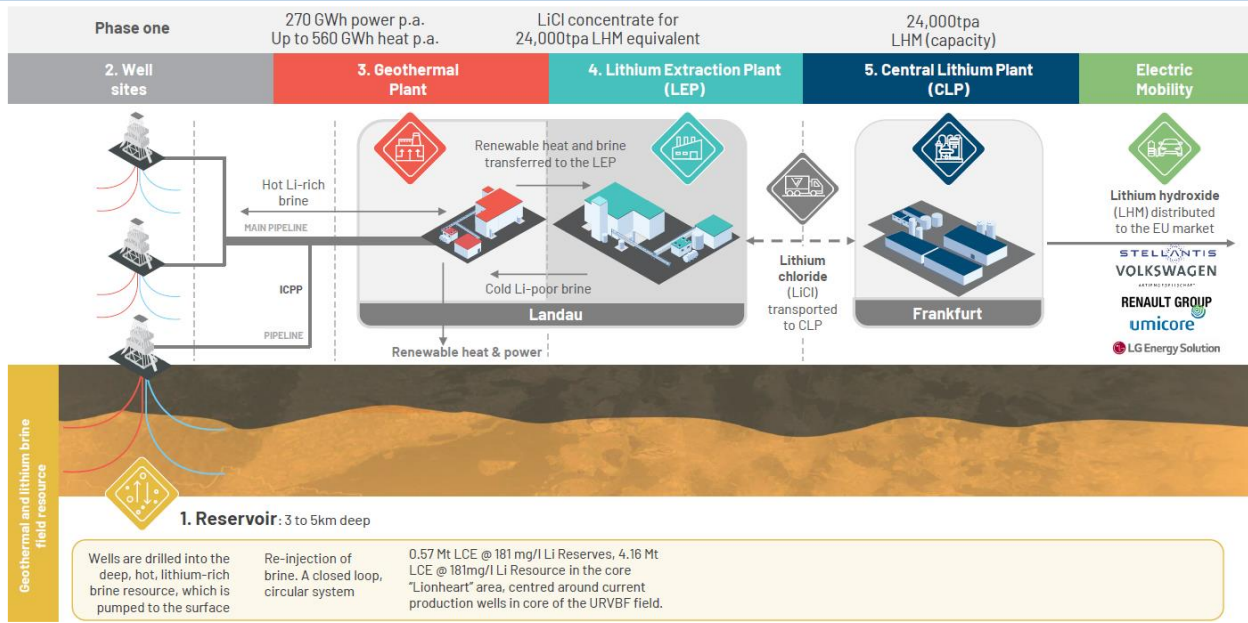 Phase one
270 GWh power p.a.
Up to 560 GWh heat p.a.
LiCl concentrate for
24,000tpa LHM equivalent
24,000tpa
LHM (capacity)
2. Well
sites
3. Geothermal
Plant
4. Lithium Extraction Plant
(LEP)
5. Central Lithium Plant
(CLP)
Electric
Mobility
Renewable heat and brine
transferred to the LEP
Hot Li-rich
brine
MAIN PIPELINE
ICPP
PIPELINE
Cold Li-poor brine
Landau
Renewable heat & power
Lithium
chloride
(LiCl)
transported
to CLP
Frankfurt
Lithium hydroxide
(LHM) distributed
to the EU market
STELLANTIS
VOLKSWAGEN
AKTIENGESELLSCHAFT
RENAULT GROUP
umicore
LG Energy Solution
Geothermal and lithium brine
field resource
1. Reservoir: 3 to 5km deep
Wells are drilled into the
deep, hot, lithium-rich
brine resource, which is
pumped to the surface
Re-injection of
brine. A closed loop,
circular system
0.57 Mt LCE @ 181 mg/l Li Reserves, 4.16 Mt
LCE @ 181mg/l Li Resource in the core
"Lionheart" area, centred around current
production wells in core of the URVBF field.